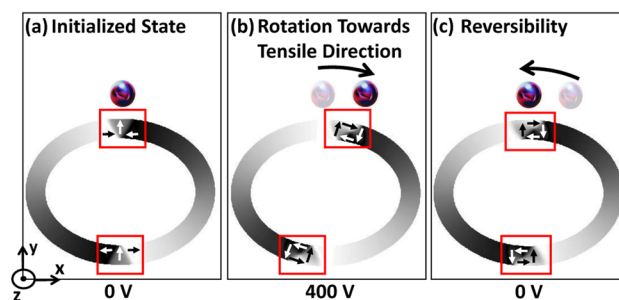 (a) Initialized State
(b) Rotation Towards
Tensile Direction
(c) Reversibility
y
z
x
0 V
400 V
0 V